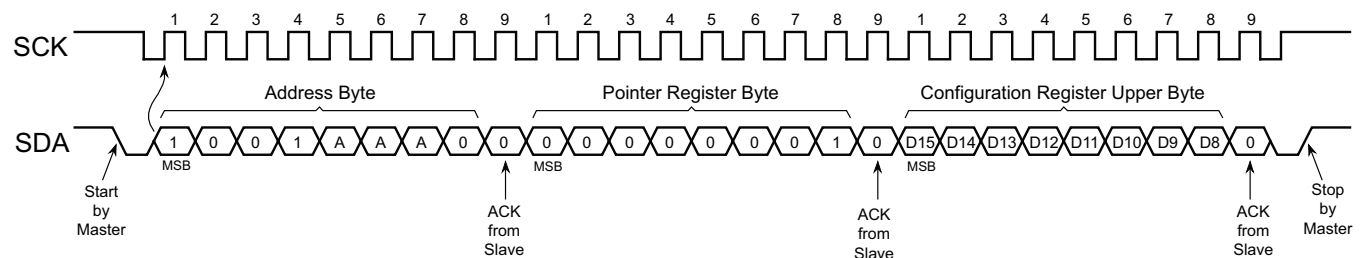 1 2 3 4 5 6 7 8 9 1 2 3 4 5 6 7 8 9 1 2 3 4 5 6 7 8 9
SCK
Address Byte Pointer Register Byte Configuration Register Upper Byte
SDA 1 0 0 1 A A A 0 0 0 0 0 0 0 0 0 1 0 D15 D14 D13 D12 D11 D10 D9 D8 0
MSB MSB MSB
Start
by
Master
ACK
from
Slave
ACK
from
Slave
ACK
from
Slave
Stop
by
Master